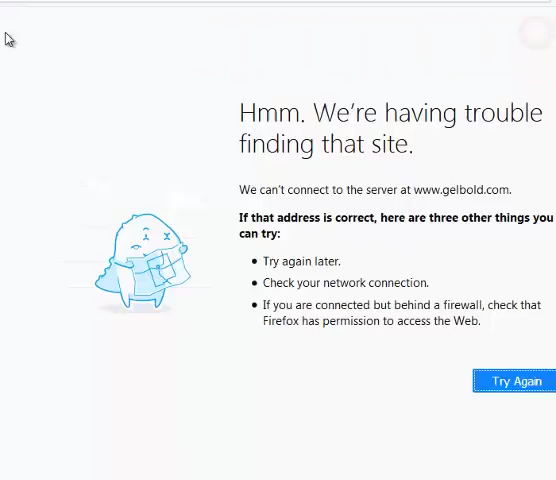 Hmm. We're having trouble
finding that site.
We can't connect to the server at www.gelbold.com.
If that address is correct, here are three other things you
can try:
• Try again later.
• Check your network connection.
• If you are connected but behind a firewall, check that
Firefox has permission to access the Web.
Try Again